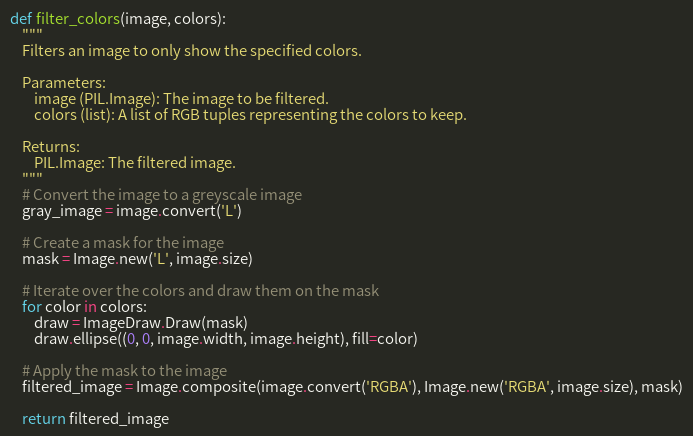 def filter_colors(image, colors):
    """
    Filters an image to only show the specified colors.

    Parameters:
        image (PIL.Image): The image to be filtered.
        colors (list): A list of RGB tuples representing the colors to keep.

    Returns:
        PIL.Image: The filtered image.
    """
    # Convert the image to a greyscale image
    gray_image = image.convert('L')

    # Create a mask for the image
    mask = Image.new('L', image.size)

    # Iterate over the colors and draw them on the mask
    for color in colors:
        draw = ImageDraw.Draw(mask)
        draw.ellipse((0, 0, image.width, image.height), fill=color)

    # Apply the mask to the image
    filtered_image = Image.composite(image.convert('RGBA'), Image.new('RGBA', image.size), mask)

    return filtered_image